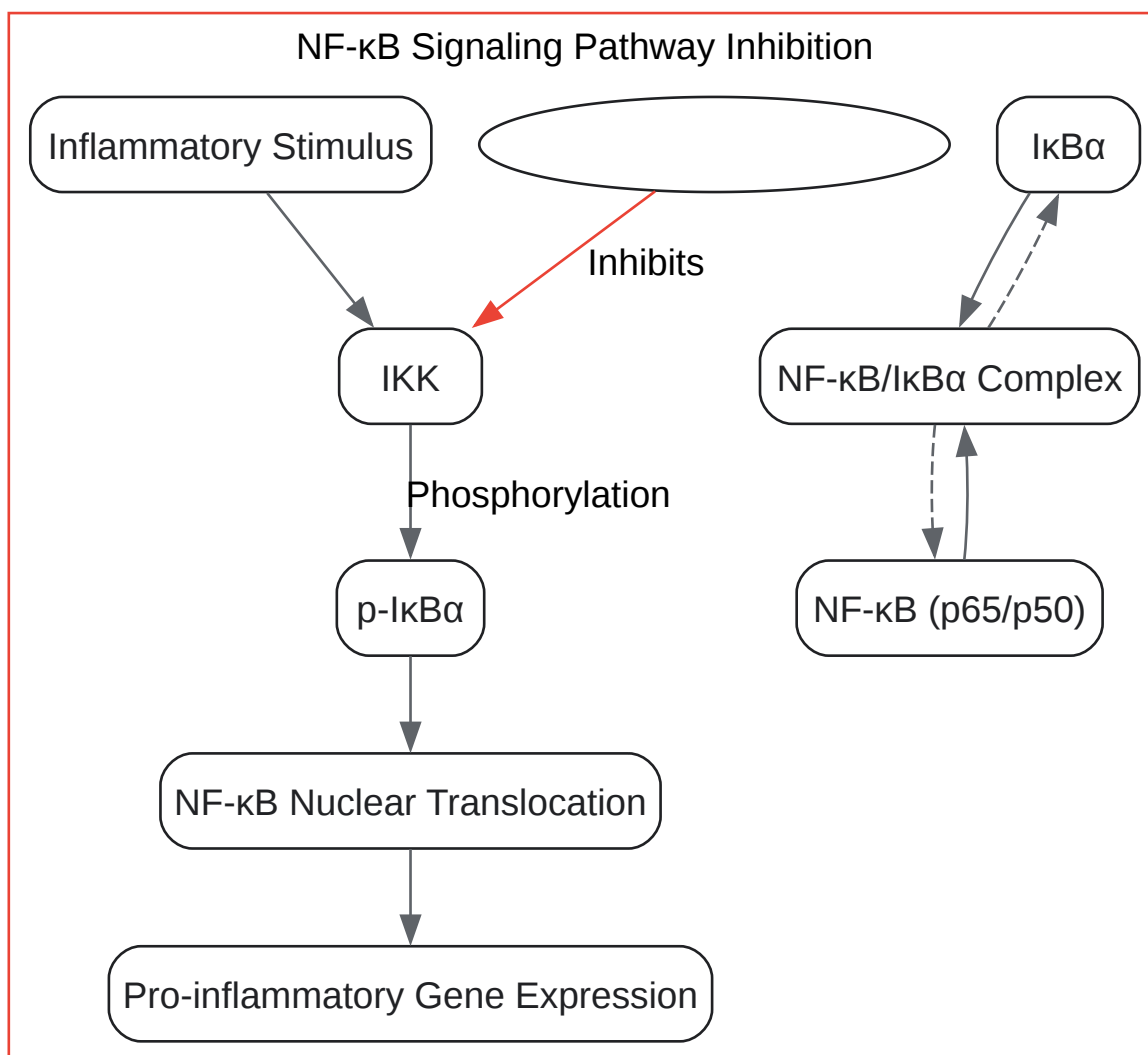 NF-κB Signaling Pathway Inhibition
Inflammatory Stimulus
IκBα
Inhibits
IKK
NF-κB/IκBα Complex
Phosphorylation
p-IκBα
NF-κB (p65/p50)
NF-κB Nuclear Translocation
Pro-inflammatory Gene Expression